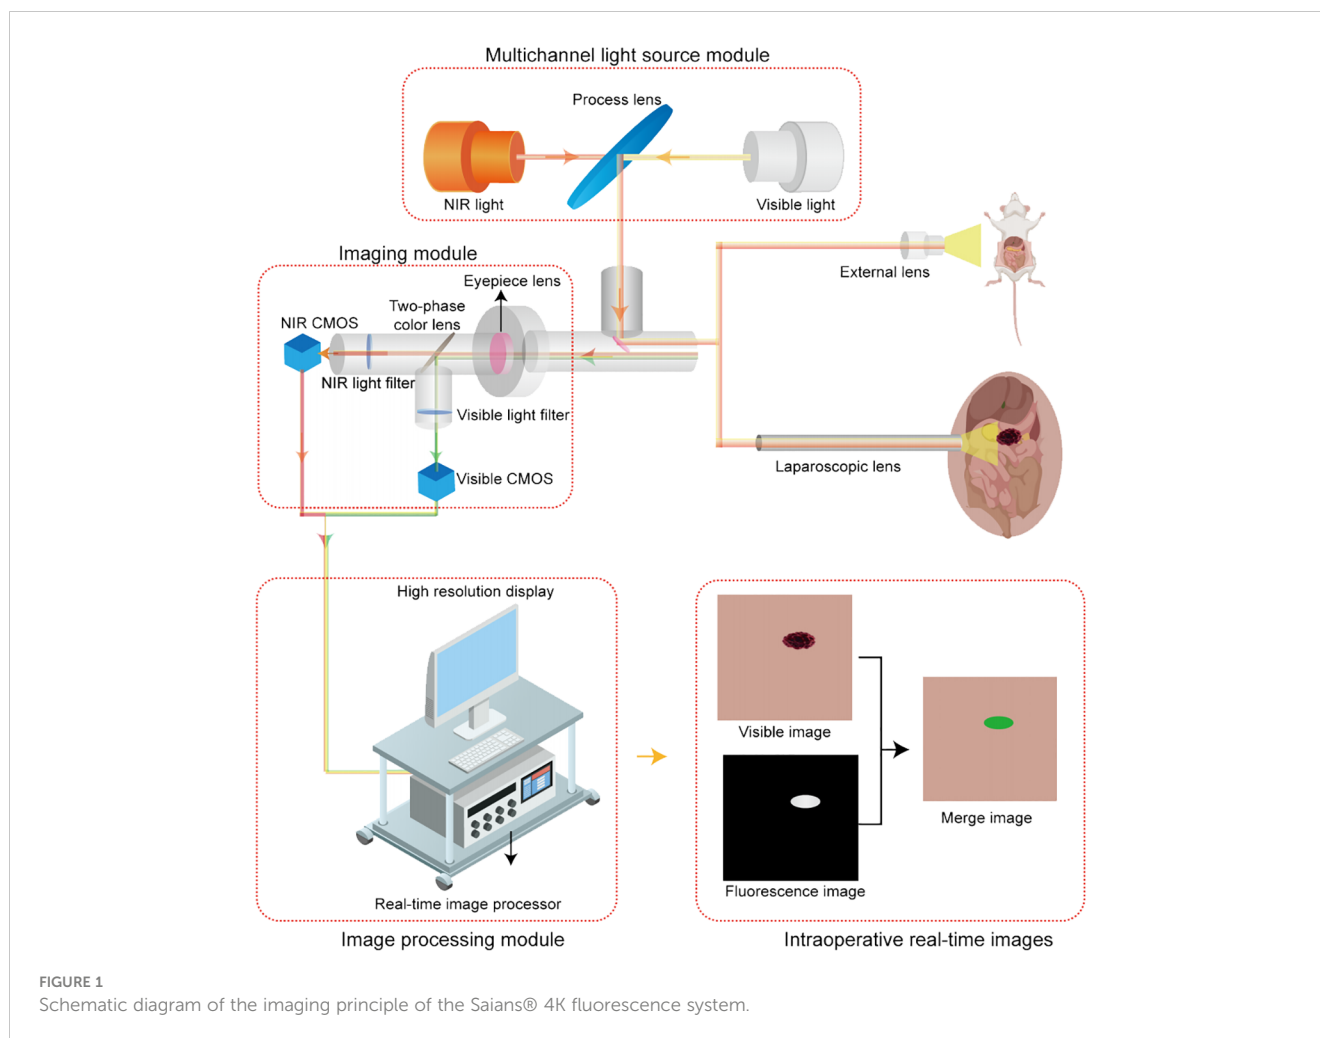 Multichannel light source module
Process lens
NIR light
Visible light
Imaging module
Eyepiece lens
Two-phase
color lens
NIR CMOS
NIR light filter
Visible light filter
Visible CMOS
External lens
Laparoscopic lens
High resolution display
Real-time image processor
Image processing module
Visible image
Fluorescence image
Merge image
Intraoperative real-time images
FIGURE 1
Schematic diagram of the imaging principle of the Saians® 4K fluorescence system.